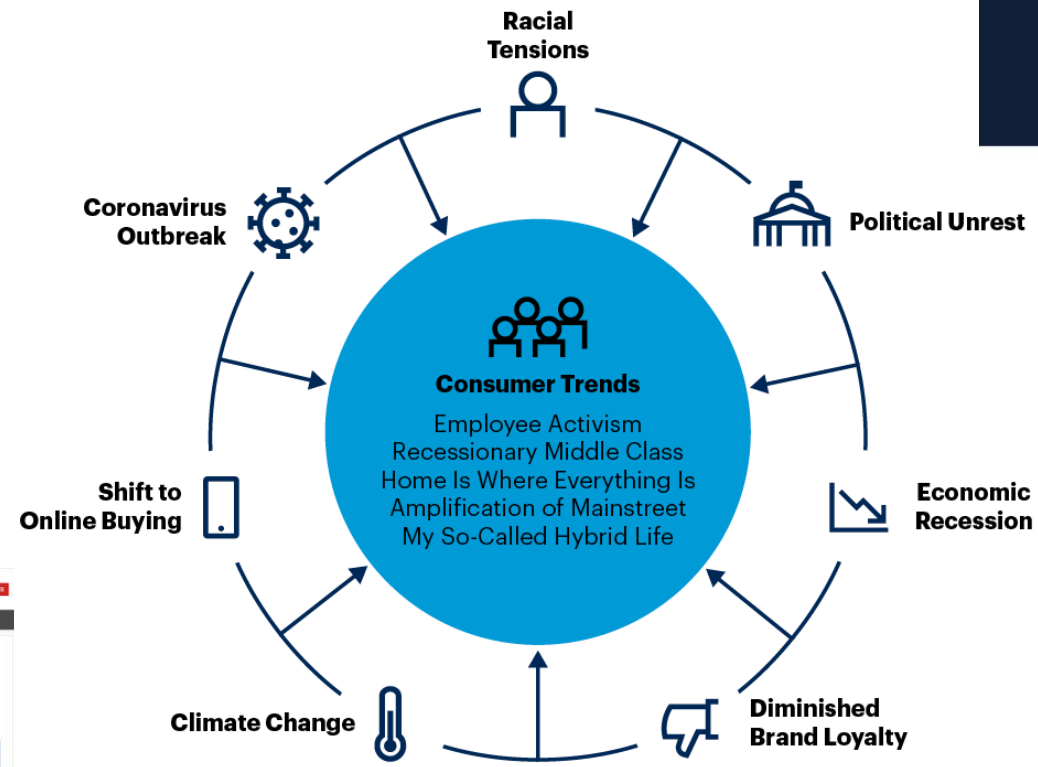 Racial
Tensions
Coronavirus
Outbreak
Political Unrest
Consumer Trends
Employee Activism
Recessionary Middle Class
Home Is Where Everything Is
Amplification of Mainstreet
My So-Called Hybrid Life
Shift to
Online Buying
Economic
Recession
Climate Change
Diminished
Brand Loyalty